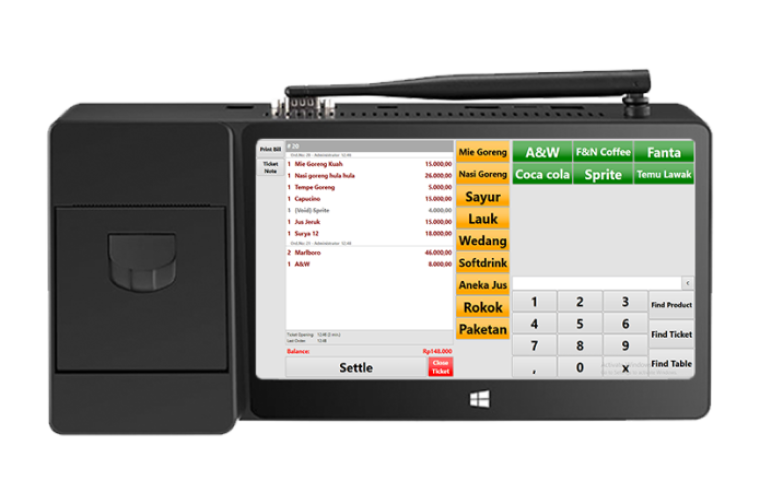 Print Bill
Ticket
Note
# 20
1 Mie Goreng Kuah 15.000,00
1 Nasi goreng hula hula 26.000,00
1 Tempe Goreng 5.000,00
1 Capucino 15.000,00
1 (Void) Sprite 4.000,00
1 Jus Jeruk 15.000,00
1 Surya 12 18.000,00
2 Marlboro 46.000,00
1 A&W 8.000,00
Last Order:
Balance: Rp148.000
Settle
Close
Ticket
Mie Goreng
Nasi Goreng
Sayur
Lauk
Wedang
Softdrink
Aneka Jus
Rokok
Paketan
A&W F&N Coffee Fanta
Coca cola Sprite Temu Lawak
<
1 2 3 Find Product
4 5 6
Find Ticket
7 8 9
, 0 x Find Table